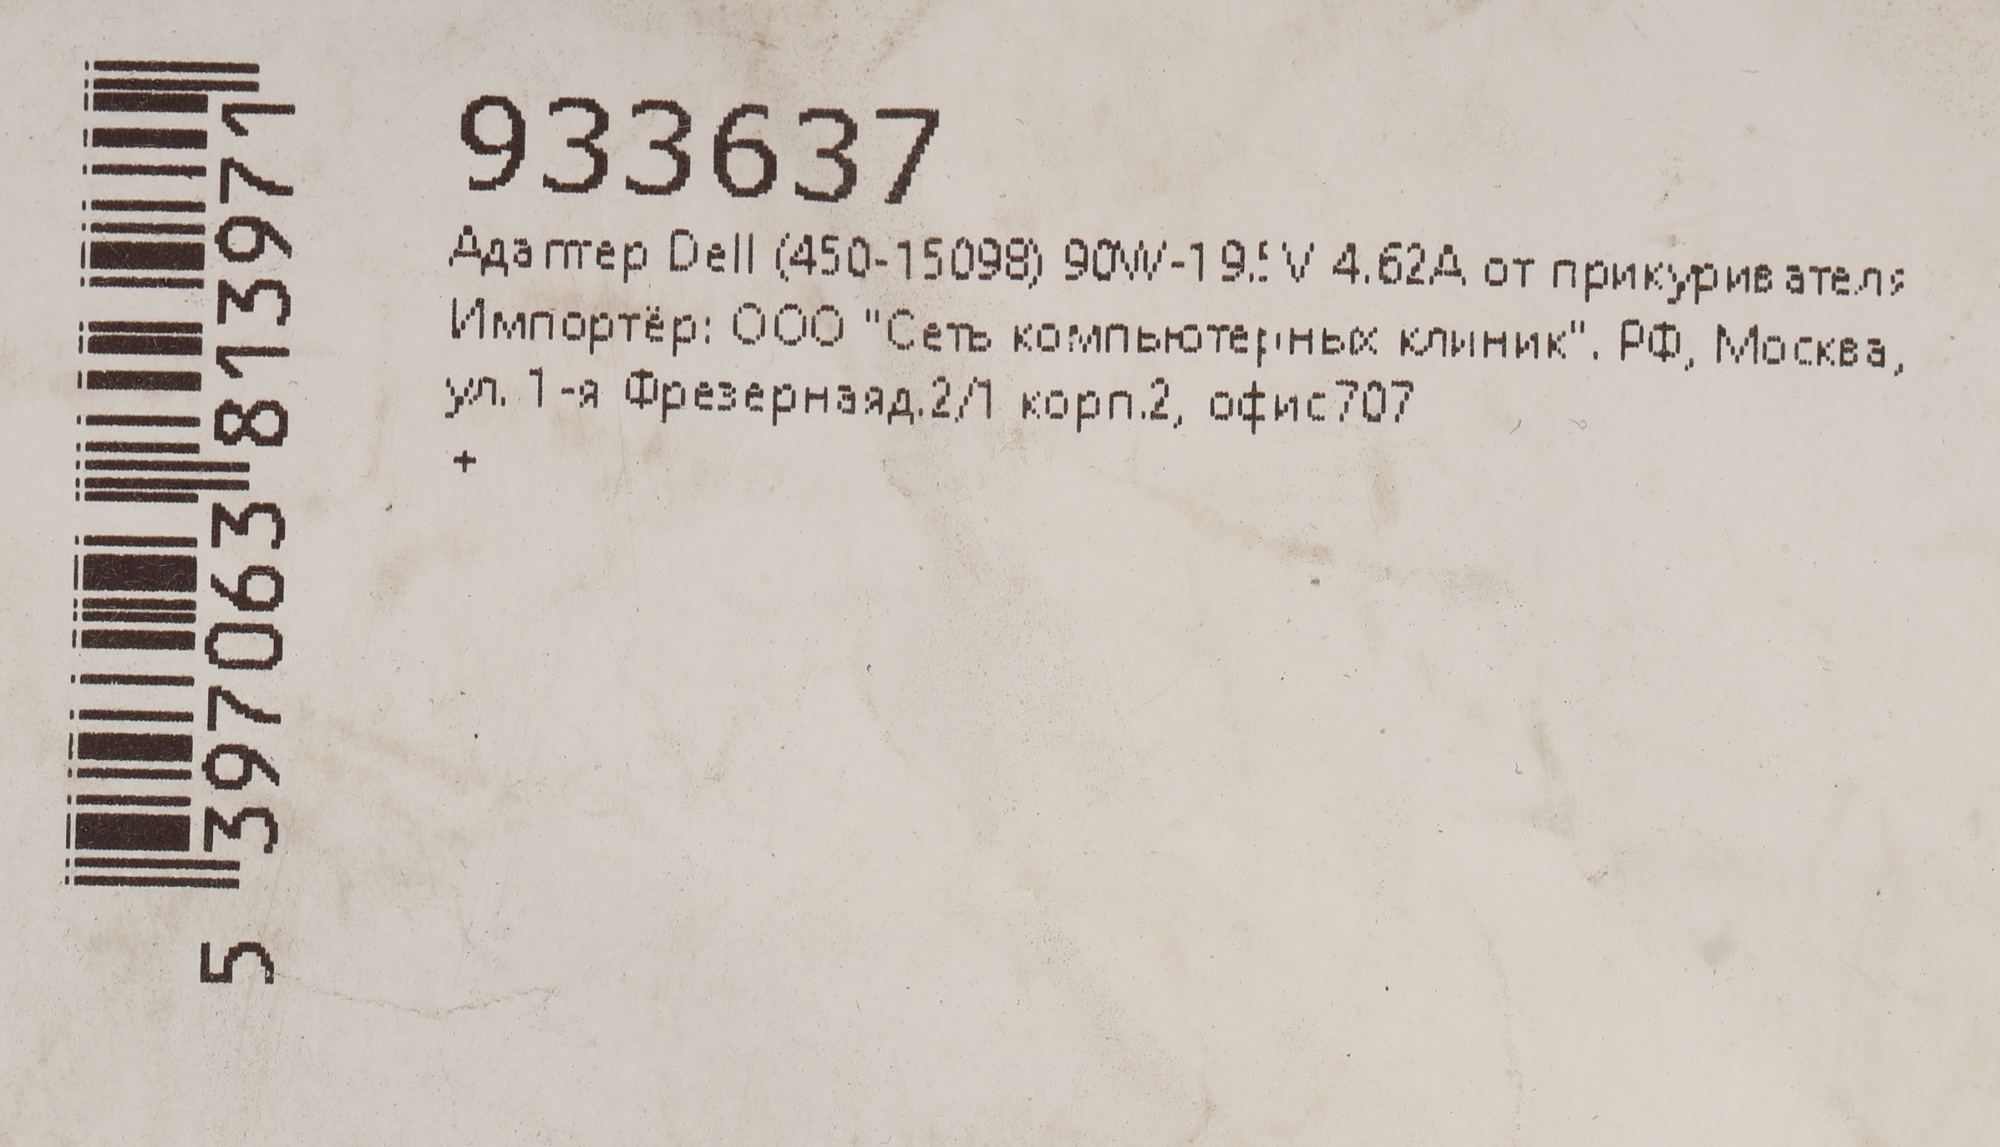 933637
Адаптер Dell (450-15098) 90W-19.5V 4.62A от прикуривателя
Импортёр: ООО "Сеть компьютерных клиник". РФ, Москва,
ул. 1-я Фрезернаяд.2/1 корп.2, офис707
+
5 397063 813971